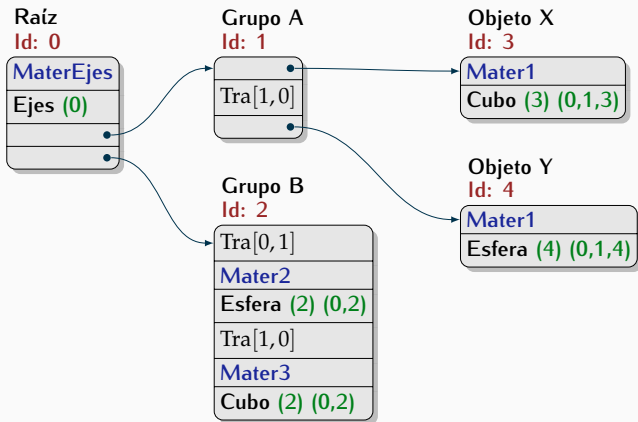 Raíz
Id: 0
MaterEjes
Ejes (0)
Grupo A
Id: 1
Tra[1, 0]
Objeto X
Id: 3
Mater1
Cubo (3) (0,1,3)
Grupo B
Id: 2
Tra[0, 1]
Mater2
Esfera (2) (0,2)
Tra[1, 0]
Mater3
Cubo (2) (0,2)
Objeto Y
Id: 4
Mater1
Esfera (4) (0,1,4)